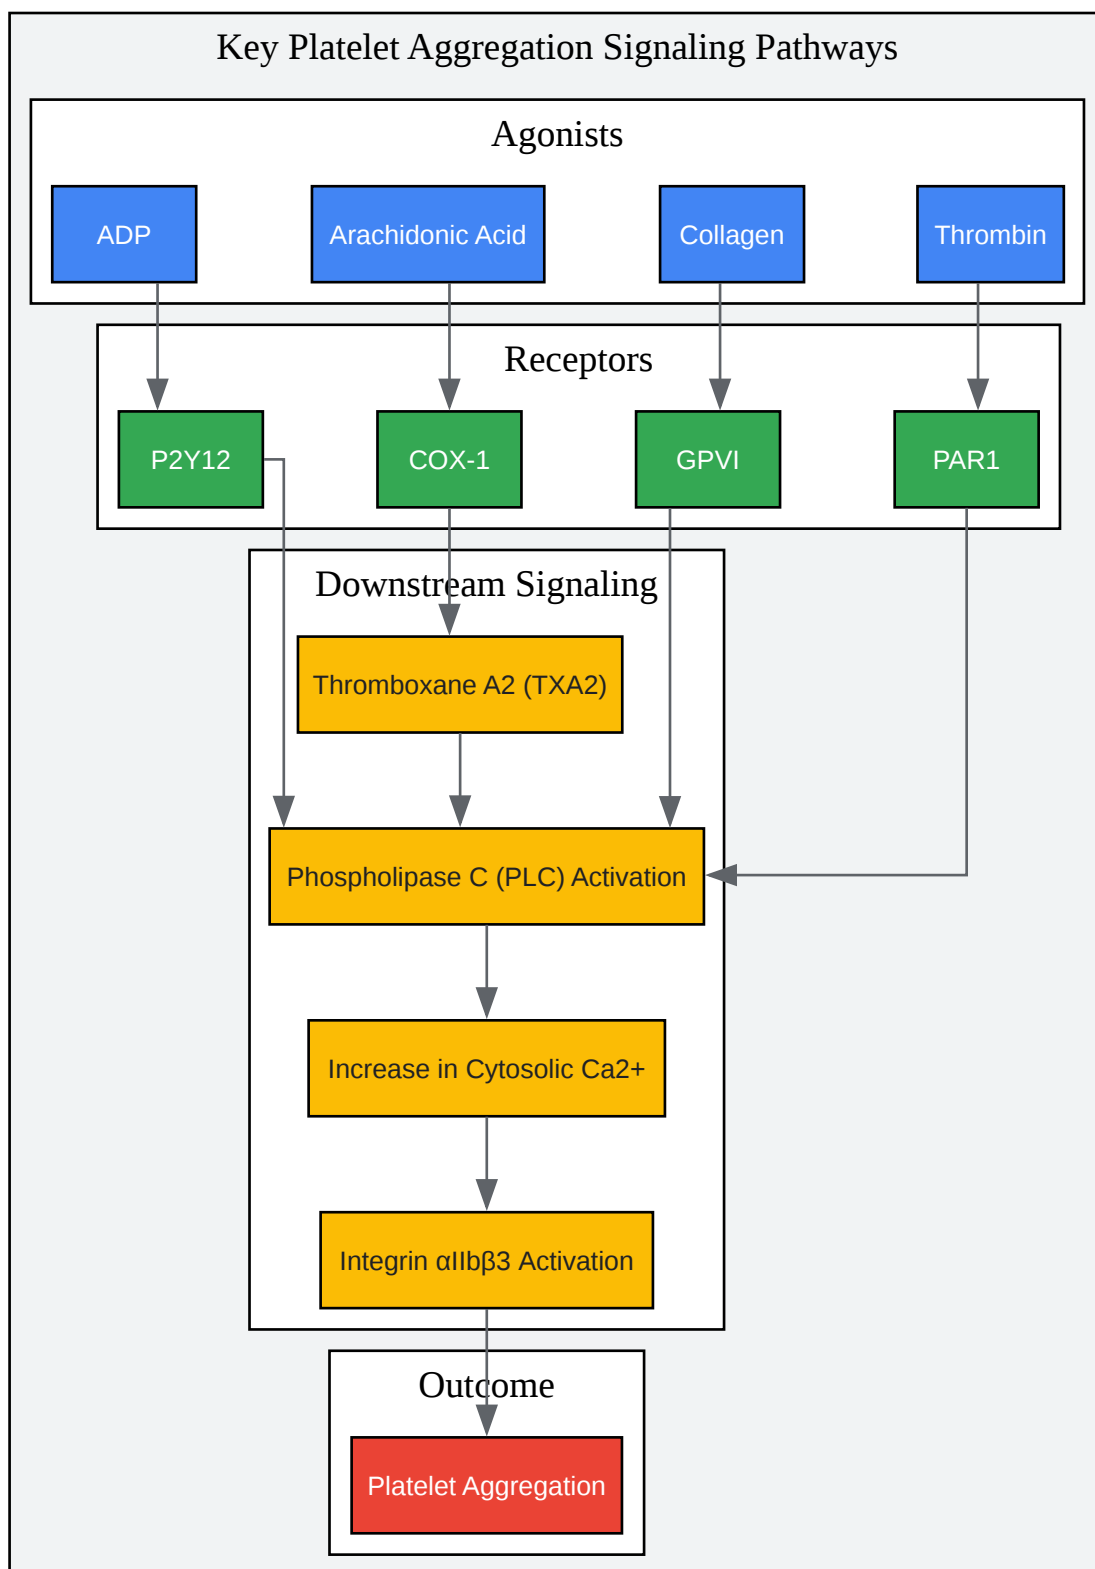 Key Platelet Aggregation Signaling Pathways
Agonists
ADP
Arachidonic Acid
Collagen
Thrombin
Receptors
P2Y12
COX-1
GPVI
PAR1
Downstream Signaling
Thromboxane A2 (TXA2)
Phospholipase C (PLC) Activation
Increase in Cytosolic Ca2+
Integrin αIIbβ3 Activation
Outcome
Platelet Aggregation